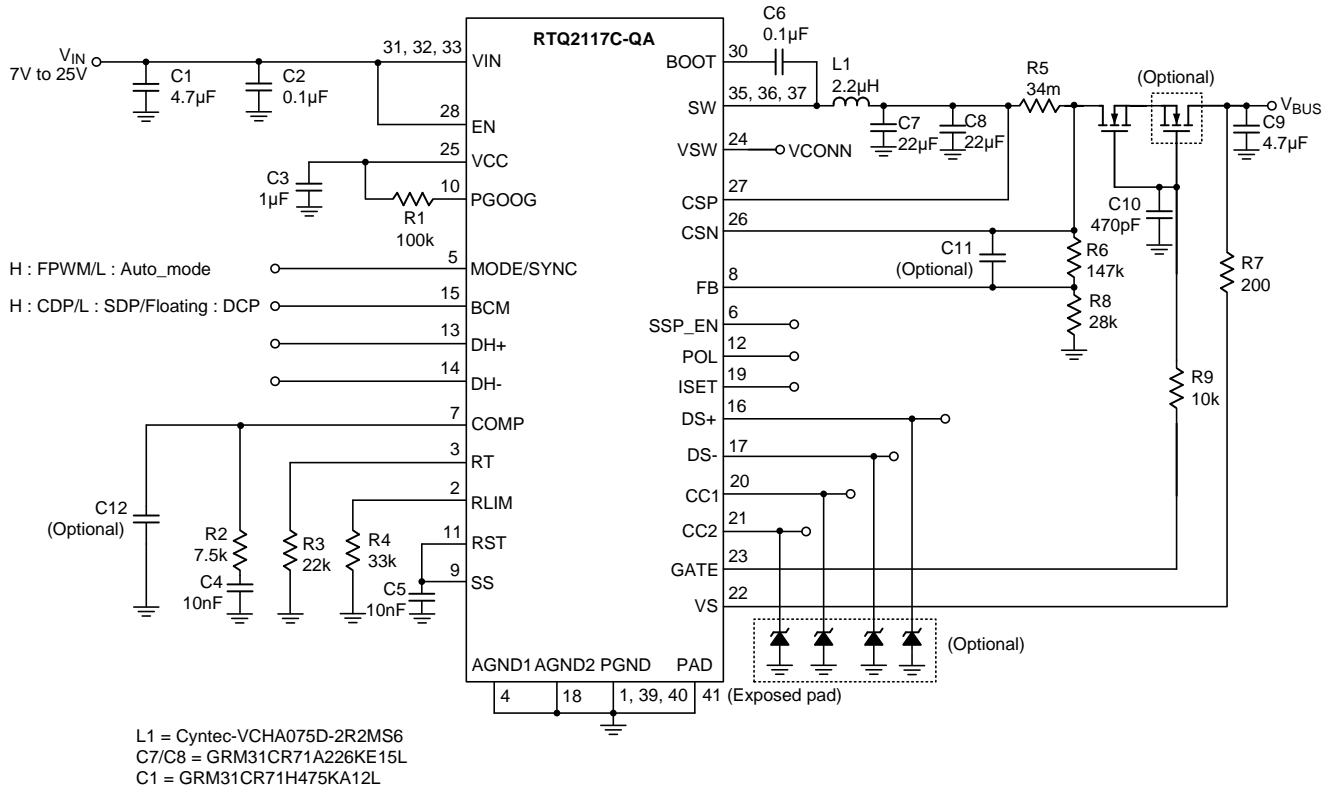 RTQ2117C-QA
VIN
7V to 25V
C1
4.7µF
C2
0.1µF
31, 32, 33
VIN
28
EN
25
VCC
C3
1µF
10
PGOOG
R1
100k
H : FPWM/L : Auto_mode
5
MODE/SYNC
H : CDP/L : SDP/Floating : DCP
15
BCM
13
DH+
14
DH-
7
COMP
3
RT
2
RLIM
11
RST
9
SS
C12
(Optional)
R2
7.5k
C4
10nF
R3
22k
R4
33k
C5
10nF
AGND1
AGND2
PGND
PAD
4
18
1, 39, 40
41 (Exposed pad)
BOOT
30
C6
0.1µF
SW
35, 36, 37
L1
2.2µH
C7
22µF
C8
22µF
R5
34m
(Optional)
VBUS
C9
4.7µF
VSW
24
VCONN
CSP
27
CSN
26
C10
470pF
C11
(Optional)
R6
147k
R7
200
FB
8
R8
28k
SSP_EN
6
POL
12
ISET
19
R9
10k
DS+
16
DS-
17
CC1
20
CC2
21
GATE
23
VS
22
(Optional)
L1 = Cyntec-VCHA075D-2R2MS6
C7/C8 = GRM31CR71A226KE15L
C1 = GRM31CR71H475KA12L